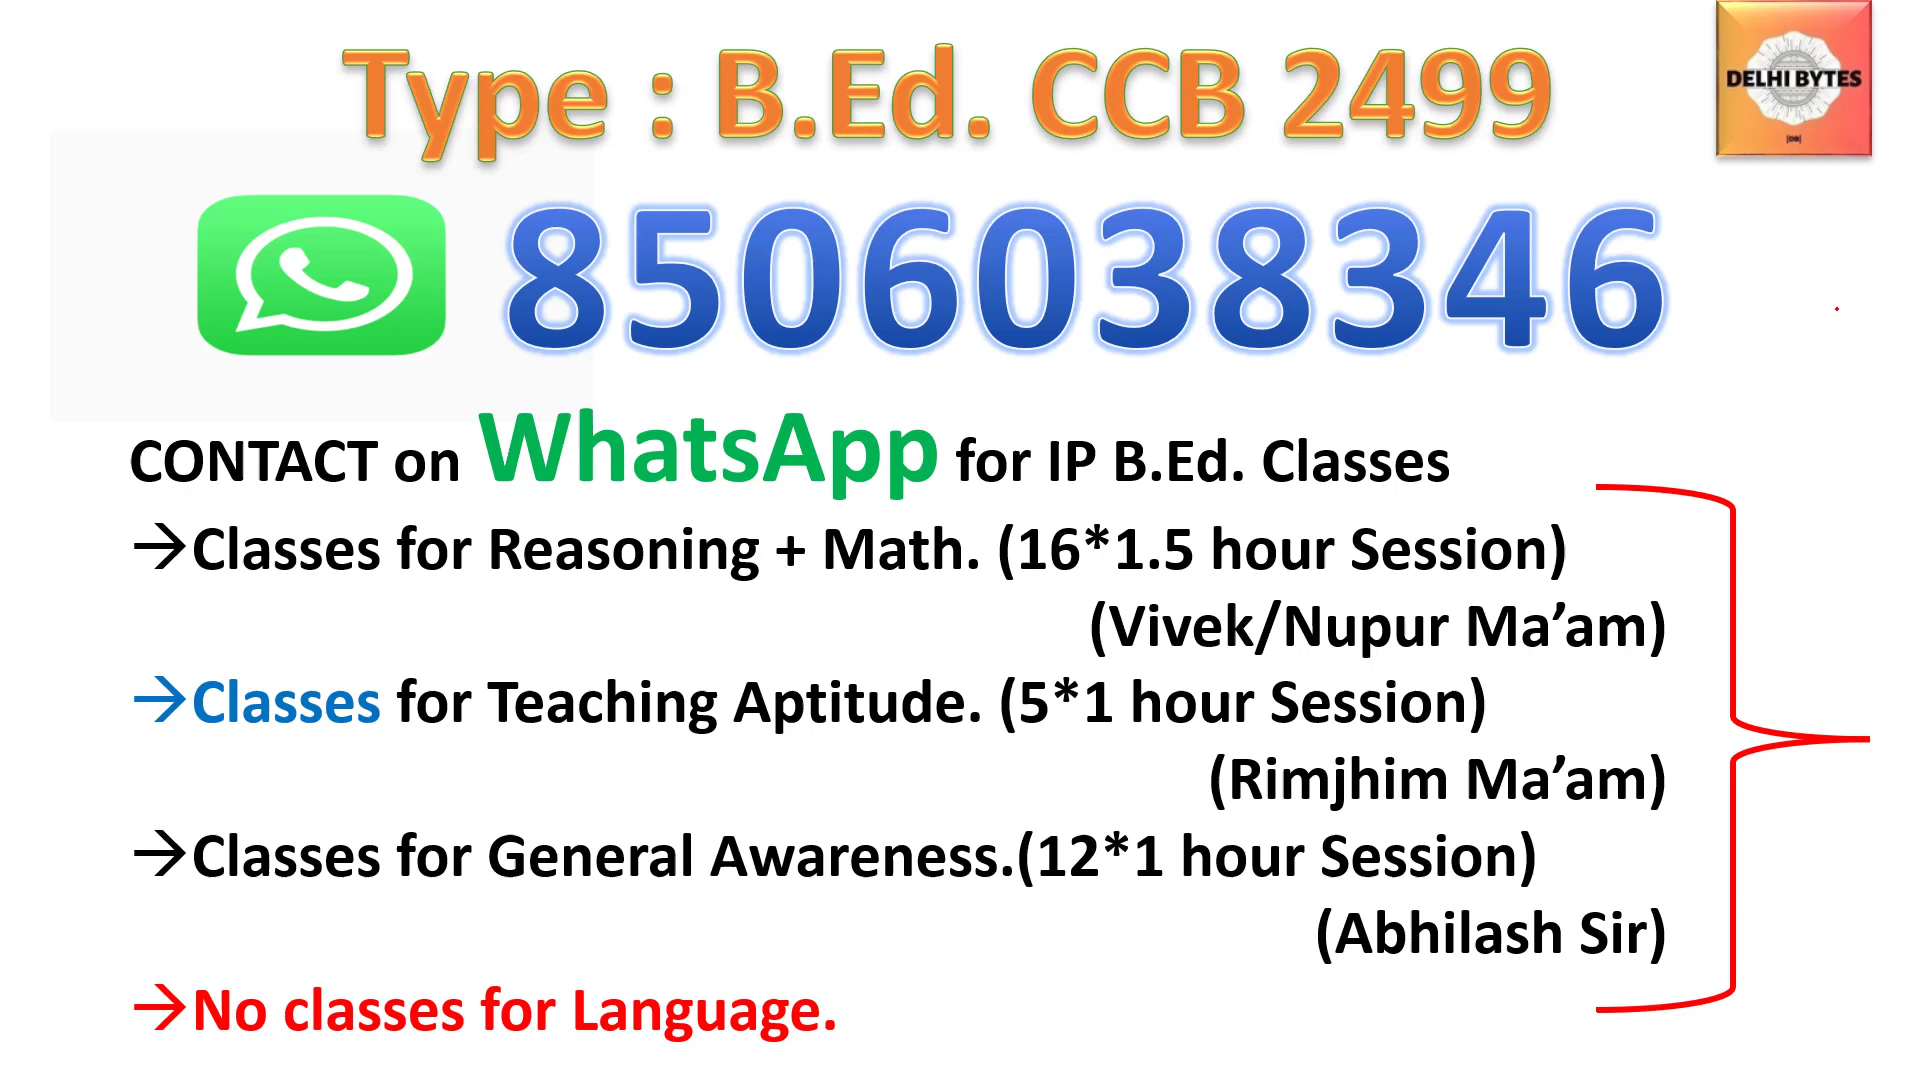 Type : B.Ed. CCB 2499
DELHI BYTES
|DB|
8506038346
CONTACT on WhatsApp for IP B.Ed. Classes
→Classes for Reasoning + Math. (16*1.5 hour Session)
(Vivek/Nupur Ma’am)
→Classes for Teaching Aptitude. (5*1 hour Session)
(Rimjhim Ma’am)
→Classes for General Awareness.(12*1 hour Session)
(Abhilash Sir)
→No classes for Language.